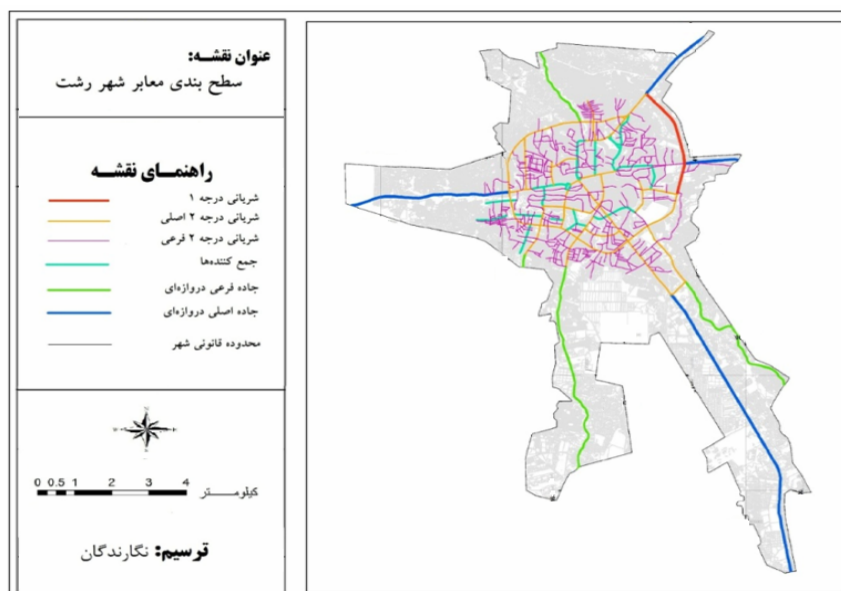 عنوان نقشه:
سطح بندی معابر شهر رشت
راهنمای نقشه
شریانی درجه ۱
شریانی درجه ۲ اصلی
شریانی درجه ۲ فرعی
جمع کننده‌ها
جاده فرعی دروازه‌ای
جاده اصلی دروازه‌ای
محدوده قانونی شهر
0 0.5 1 2 3 4 کیلومتر
ترسیم: نگارندگان